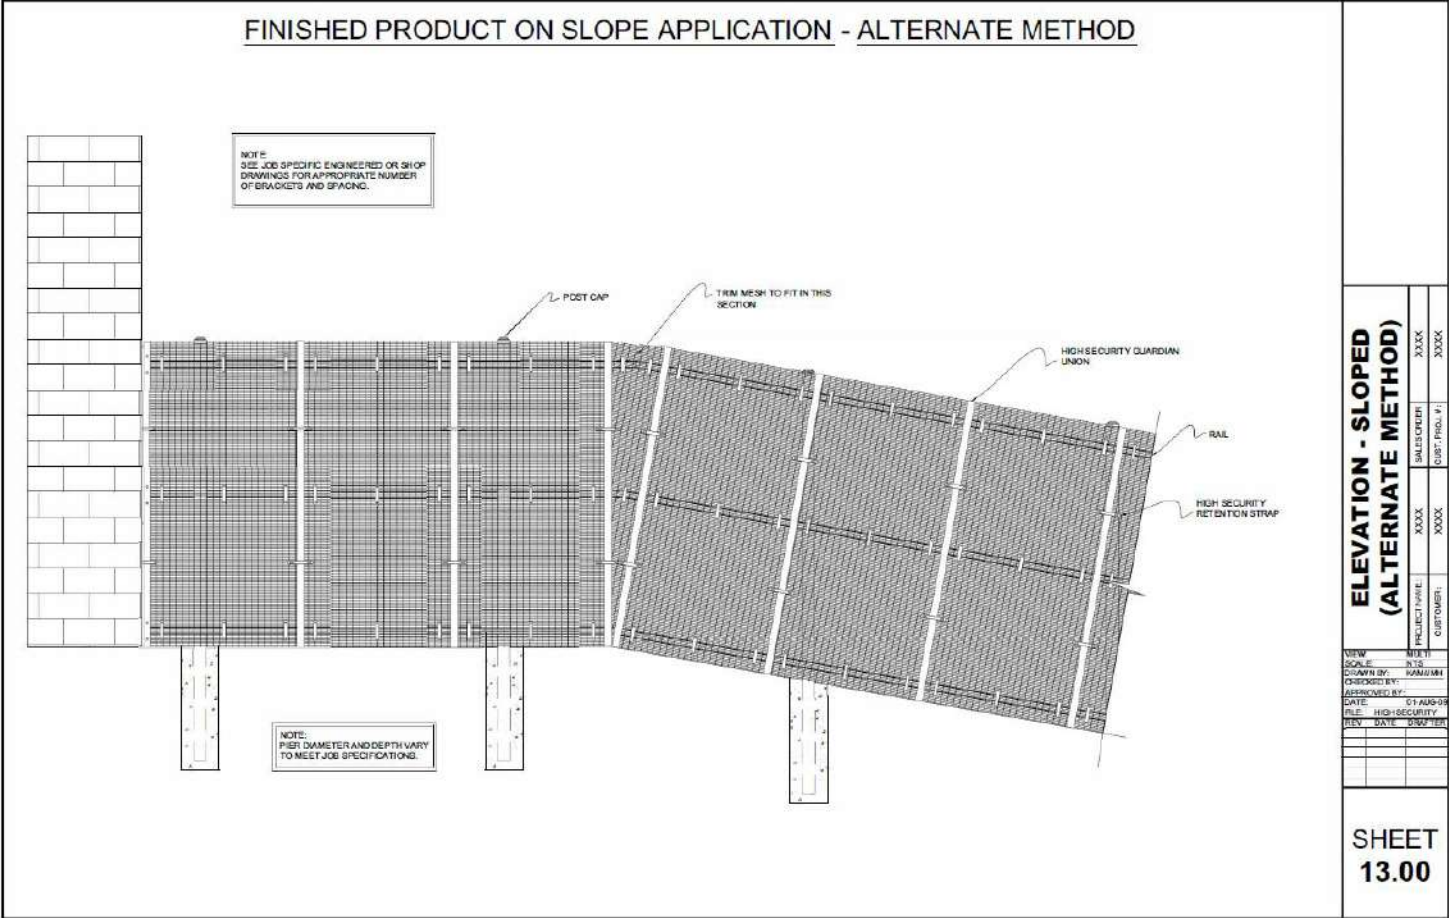 FINISHED PRODUCT ON SLOPE APPLICATION - ALTERNATE METHOD
NOTE
SEE JOB SPECIFIC ENGINEERED OR SHOP
DRAWINGS FOR APPROPRIATE NUMBER
OF BRACKETS AND SPACING.
POST CAP
TRIM MESH TO FIT IN THIS
SECTION
HIGH SECURITY GUARDIAN
UNION
RAIL
HIGH SECURITY
RETENTION STRAP
NOTE:
PIER DIAMETER AND DEPTH VARY
TO MEET JOB SPECIFICATIONS.
ELEVATION - SLOPED
(ALTERNATE METHOD)
PROJECT NAME: XXXX SALES ORDER XXXX
CUSTOMER: XXXX CUST. PROJ. #: XXXX
VIEW: MULTI
SCALE: NTS
DRAWN BY:
CHECKED BY:
APPROVED BY:
DATE: 01-AUG-09
FILE: HIGH SECURITY
REV DATE DRAFTER
SHEET
13.00